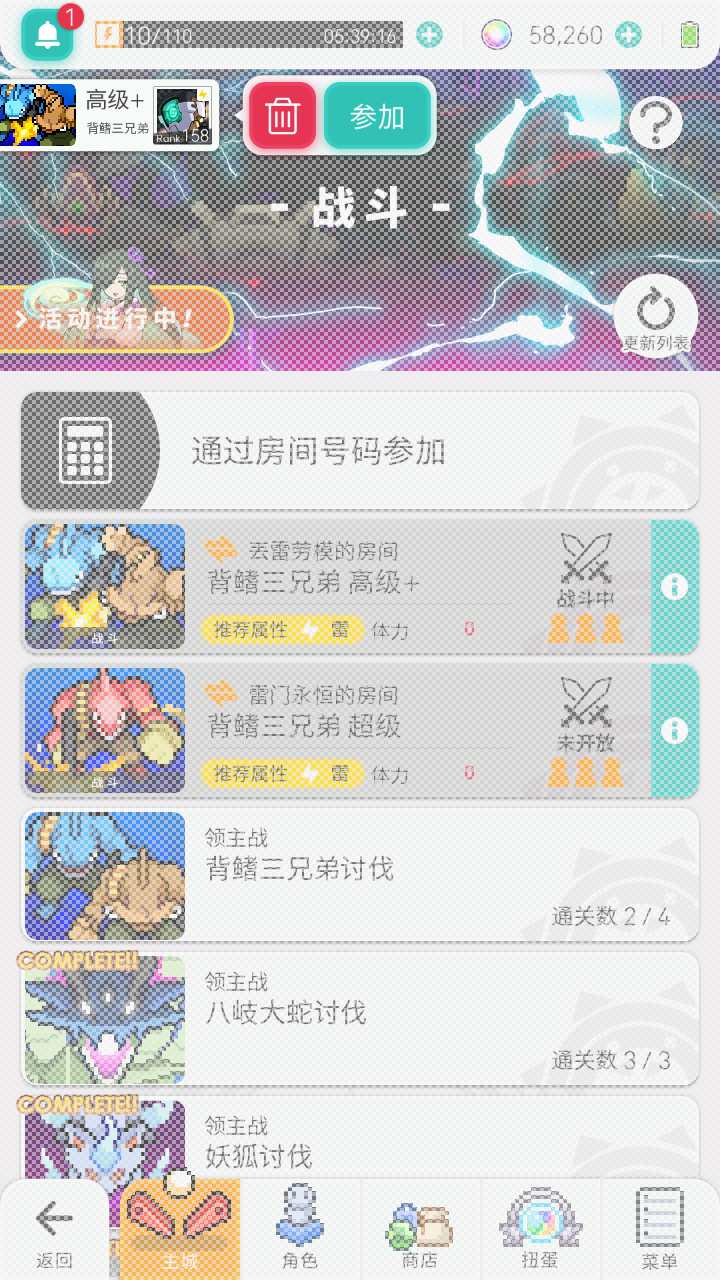 1
10/110
05:39:16
58,260
高级+
背鳍三兄弟
Rank 158
参加
?
- 战斗 -
> 活动进行中!
更新列表
通过房间号码参加
丢雷劳模的房间
背鳍三兄弟 高级+
战斗中
战斗
推荐属性 雷 体力 0
雷门永恒的房间
背鳍三兄弟 超级
未开放
战斗
推荐属性 雷 体力 0
领主战
背鳍三兄弟讨伐
通关数 2 / 4
COMPLETE!!
领主战
八岐大蛇讨伐
通关数 3 / 3
COMPLETE!!
领主战
妖狐讨伐
返回
主城
角色
商店
扭蛋
菜单